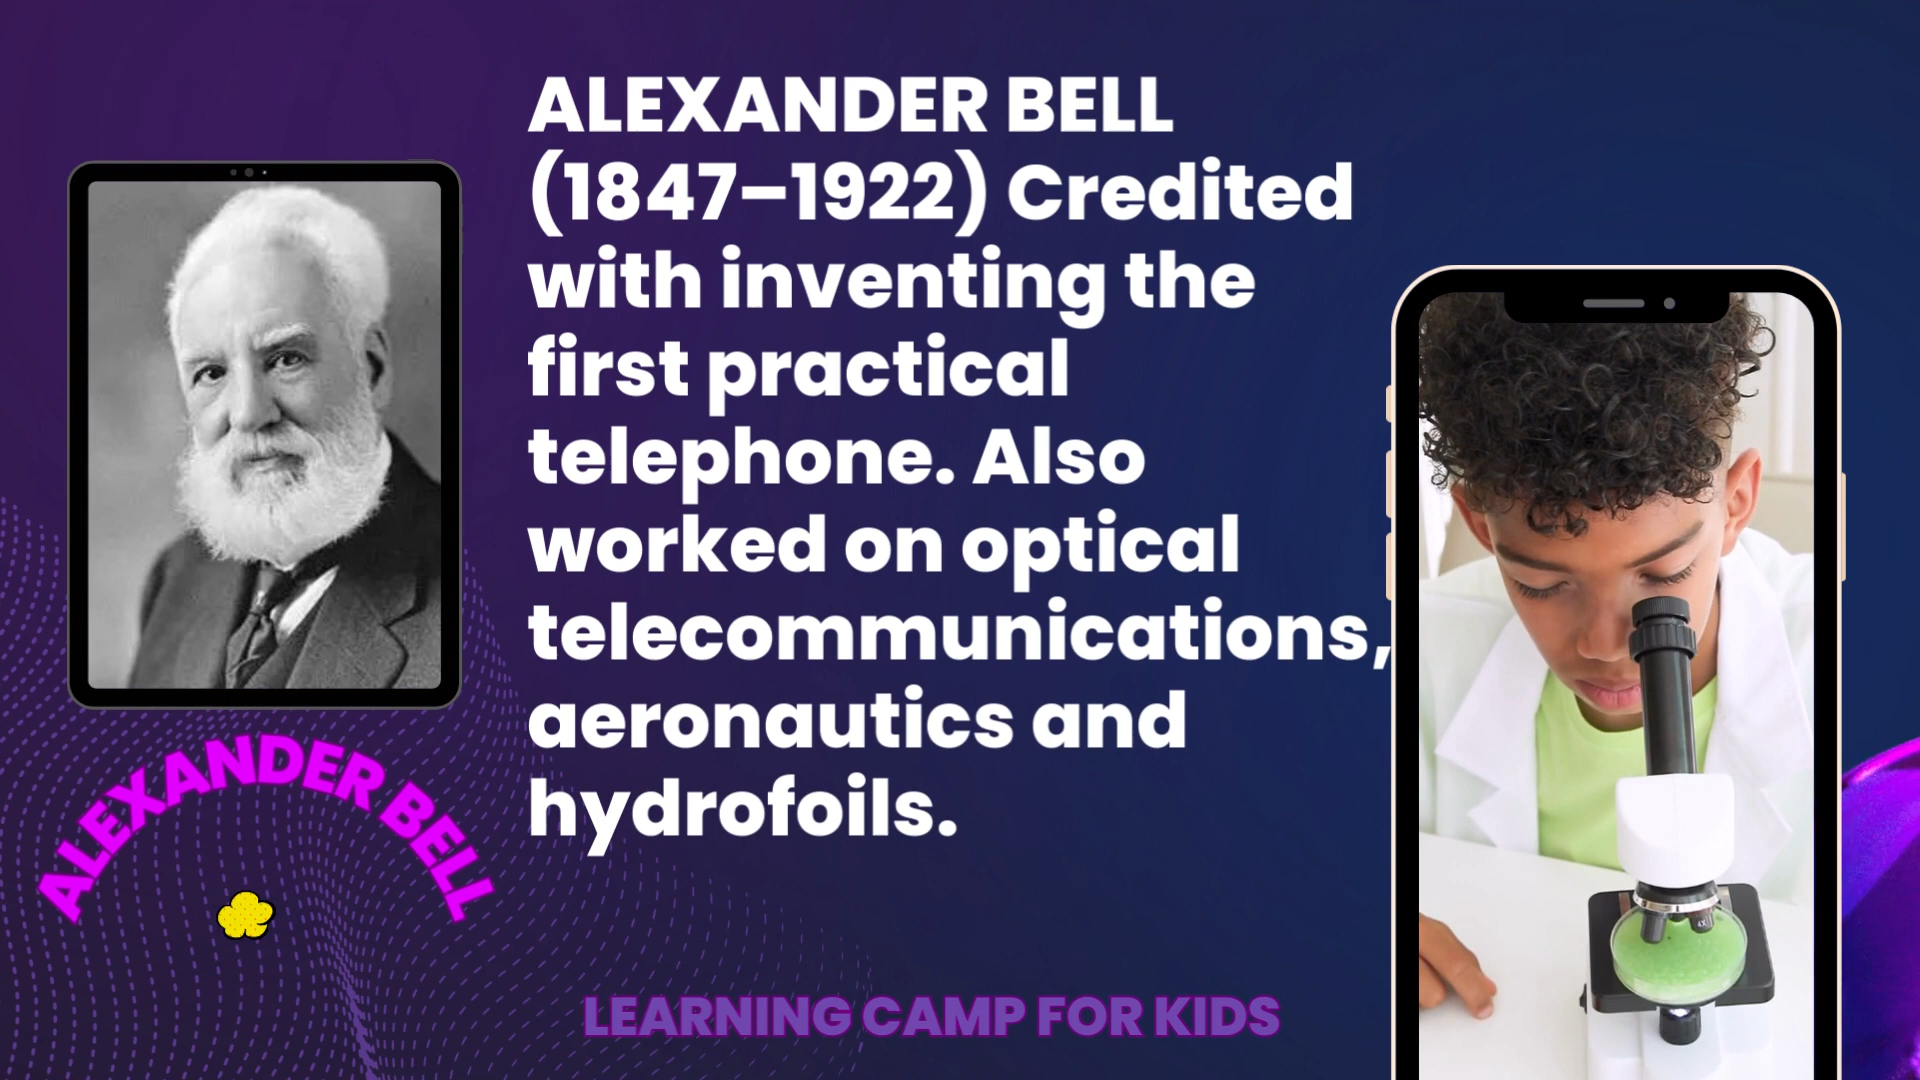 ALEXANDER BELL
(1847–1922) Credited
with inventing the
first practical
telephone. Also
worked on optical
telecommunications,
aeronautics and
hydrofoils.
ALEXANDER BELL
LEARNING CAMP FOR KIDS
4X